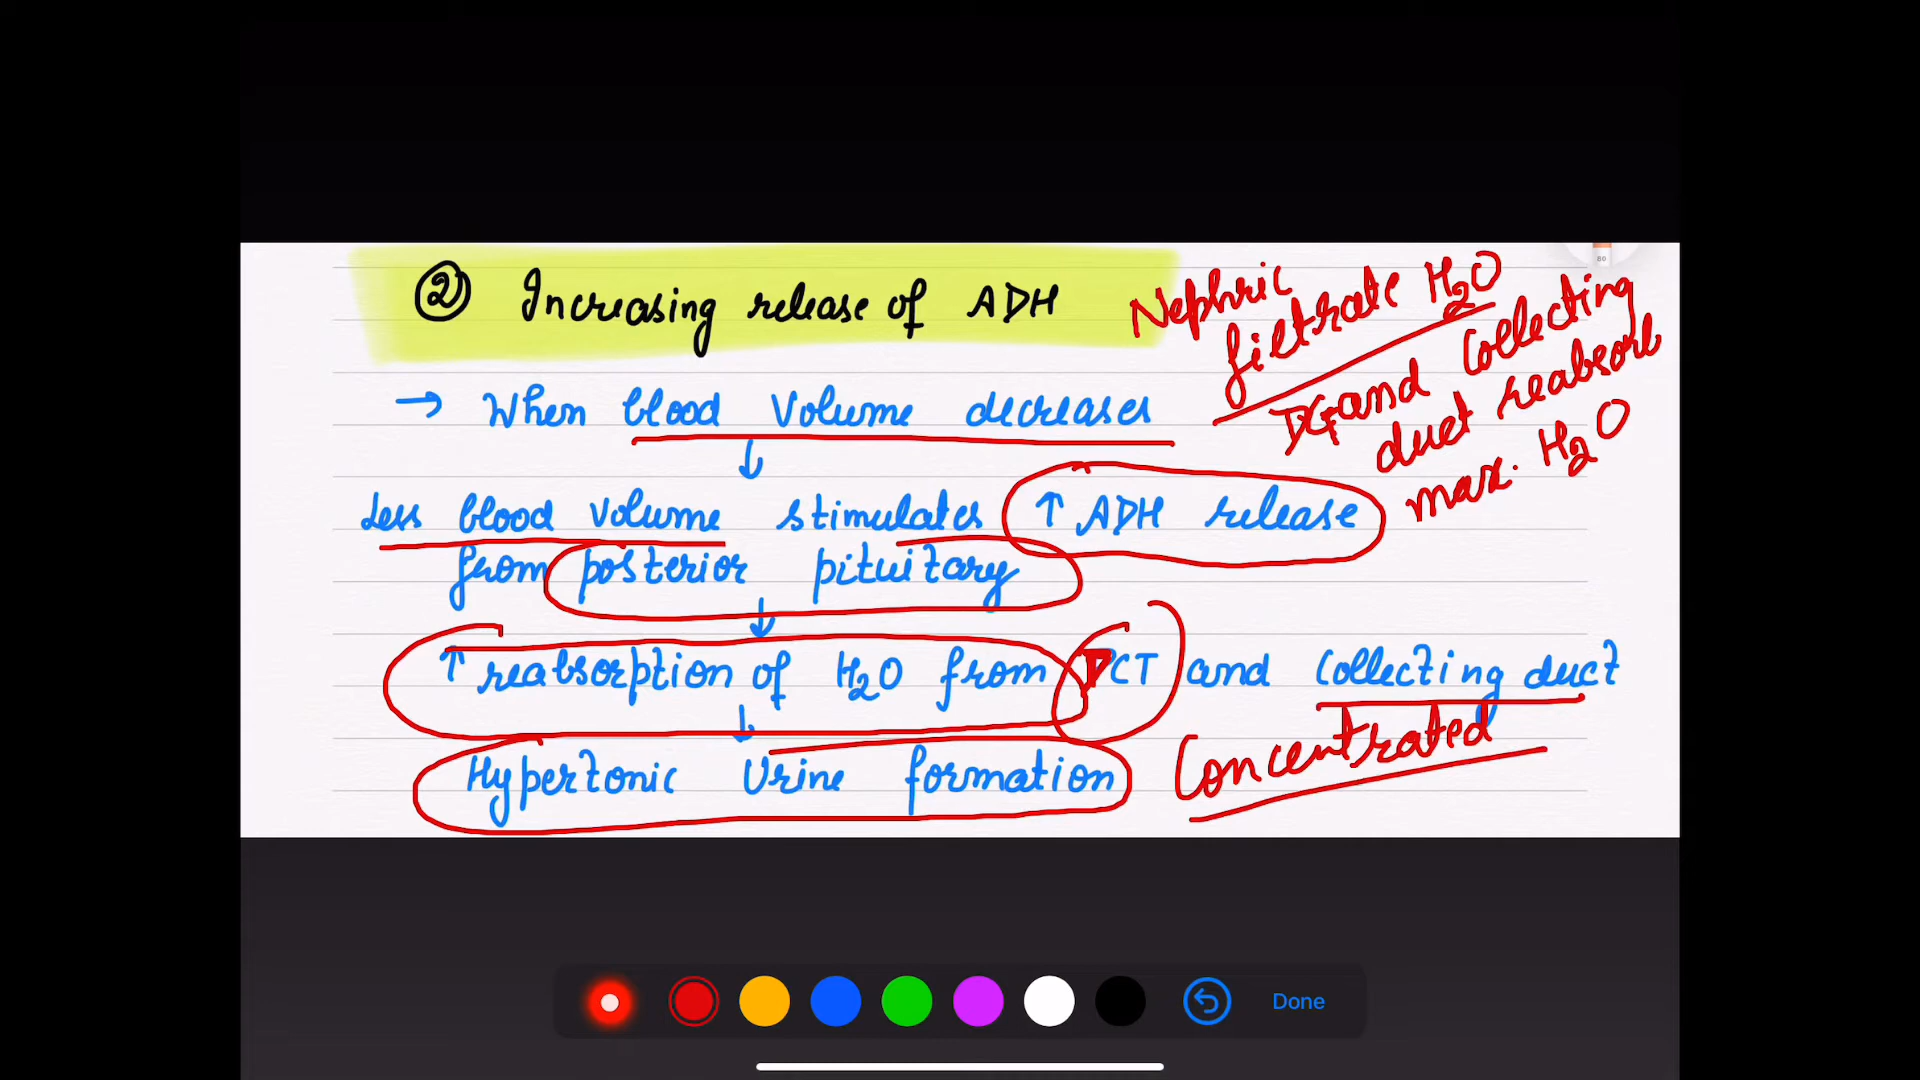 ② Increasing release of ADH
Nephric
filtrate H₂O
DCT and Collecting
duct reabsorb
max. H₂O
→ When blood volume decreases
↓
Less blood volume stimulates ↑ ADH release
from posterior pituitary
↓
↑ reabsorption of H₂O from DCT and Collecting duct
↓
Hypertonic Urine formation
Concentrated
60
Done